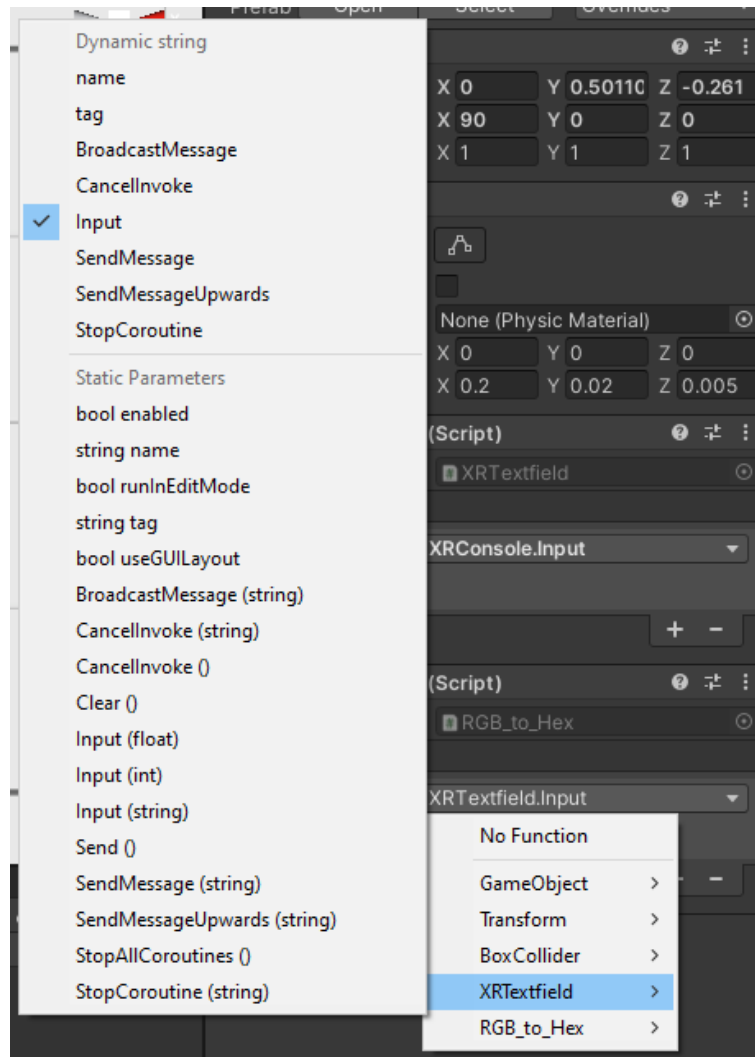 Prefab Open Select Overrides
Dynamic string
name
tag
BroadcastMessage
CancelInvoke
Input
SendMessage
SendMessageUpwards
StopCoroutine
Static Parameters
bool enabled
string name
bool runInEditMode
string tag
bool useGUILayout
BroadcastMessage (string)
CancelInvoke (string)
CancelInvoke ()
Clear ()
Input (float)
Input (int)
Input (string)
Send ()
SendMessage (string)
SendMessageUpwards (string)
StopAllCoroutines ()
StopCoroutine (string)
X 0 Y 0.50110 Z -0.261
X 90 Y 0 Z 0
X 1 Y 1 Z 1
None (Physic Material)
X 0 Y 0 Z 0
X 0.2 Y 0.02 Z 0.005
(Script)
XRTextfield
XRConsole.Input
+ -
(Script)
RGB_to_Hex
XRTextfield.Input
No Function
GameObject >
Transform >
BoxCollider >
XRTextfield >
RGB_to_Hex >